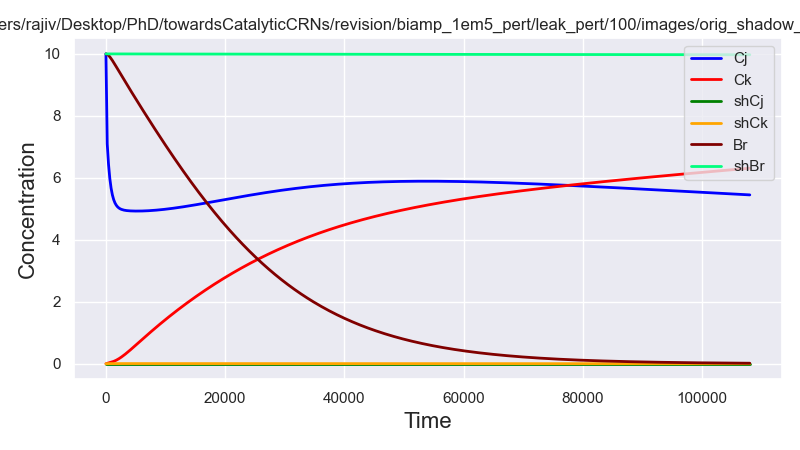 ers/rajiv/Desktop/PhD/towardsCatalyticCRNs/revision/biamp_1em5_pert/leak_pert/100/images/orig_shadow_
Concentration
10
8
6
4
2
0
0 20000 40000 60000 80000 100000
Time
Cj
Ck
shCj
shCk
Br
shBr